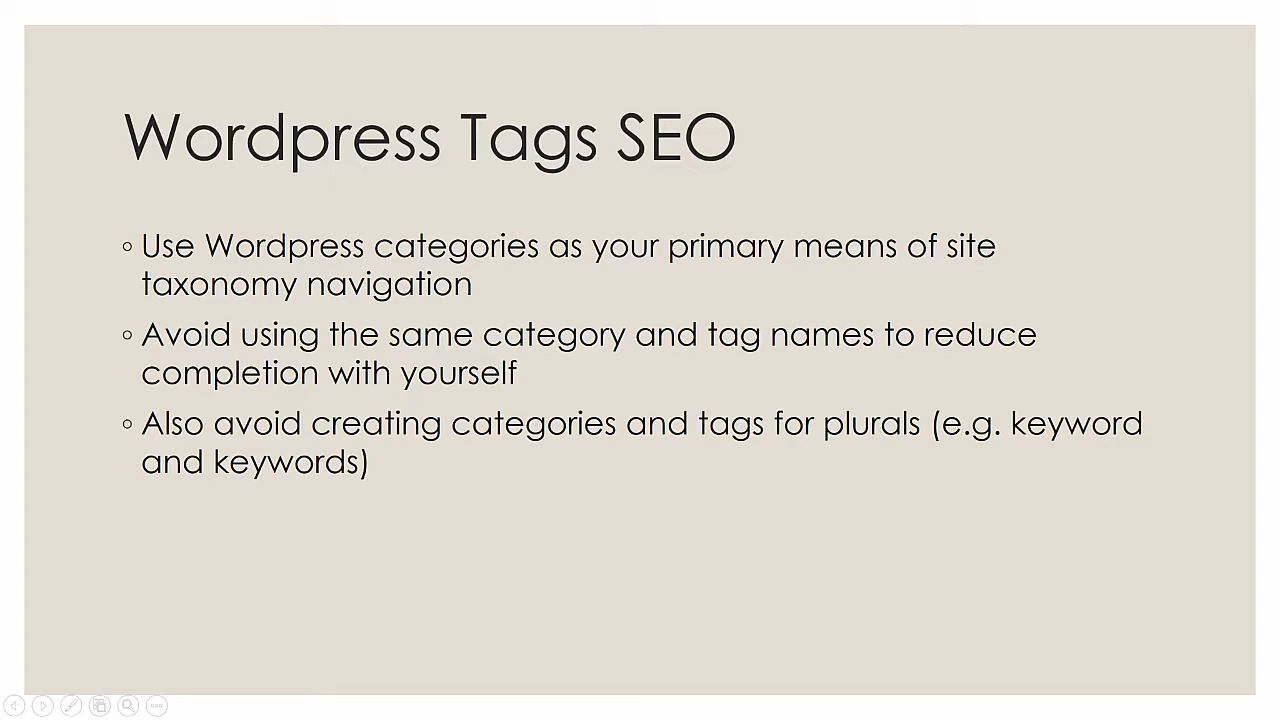 Wordpress Tags SEO
◦ Use Wordpress categories as your primary means of site
taxonomy navigation
◦ Avoid using the same category and tag names to reduce
completion with yourself
◦ Also avoid creating categories and tags for plurals (e.g. keyword
and keywords)